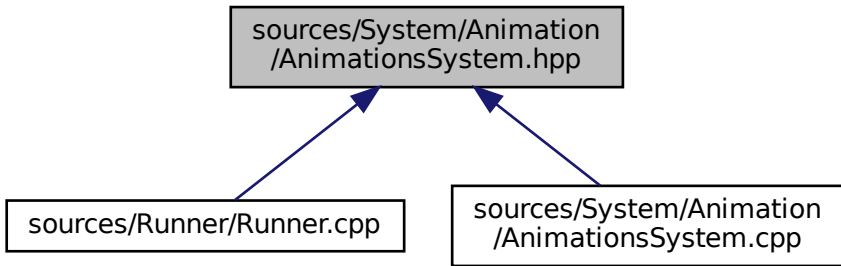 sources/System/Animation
/AnimationsSystem.hpp
sources/Runner/Runner.cpp
sources/System/Animation
/AnimationsSystem.cpp